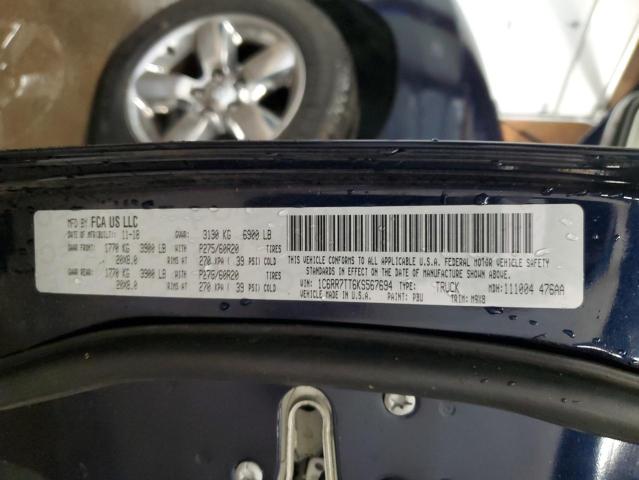 MFD BY FCA US LLC GVWR: 3130 KG 6900 LB
DATE OF MFR(BUILT): 11-18
GAWR FRONT: 1770 KG 3900 LB WITH P275/60R20 TIRES
20X8.0 RIMS AT 270 KPA ( 39 PSI) COLD
GAWR REAR: 1770 KG 3900 LB WITH P275/60R20 TIRES
20X8.0 RIMS AT 270 KPA ( 39 PSI) COLD
THIS VEHICLE CONFORMS TO ALL APPLICABLE U.S.A. FEDERAL MOTOR VEHICLE SAFETY
STANDARDS IN EFFECT ON THE DATE OF MANUFACTURE SHOWN ABOVE.
VIN: 1C6RR7TT6KS567694 TYPE: TRUCK MDH: 111004 476AA
VEHICLE MADE IN: U.S.A. PAINT: PBU TRIM: M9X8